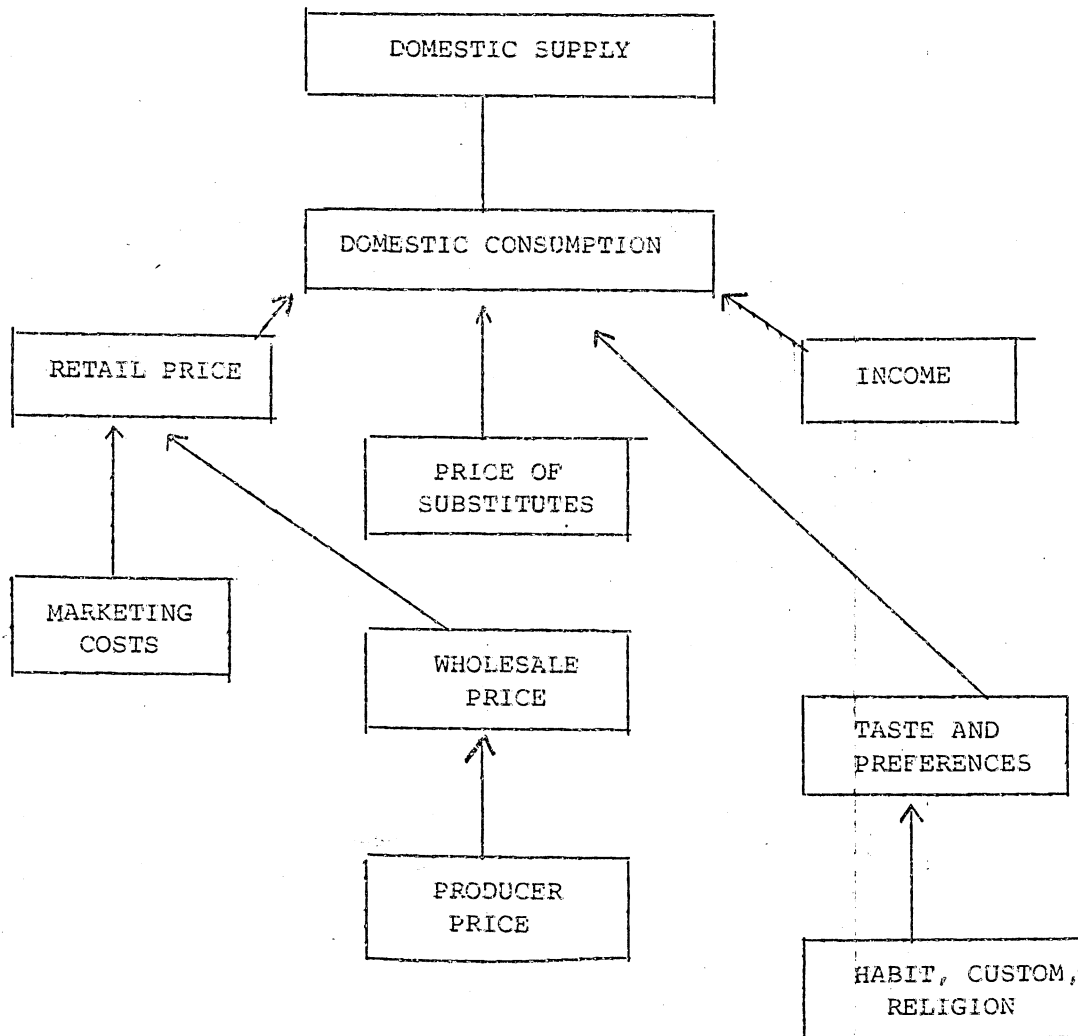 DOMESTIC SUPPLY
DOMESTIC CONSUMPTION
RETAIL PRICE
INCOME
PRICE OF
SUBSTITUTES
MARKETING
COSTS
WHOLESALE
PRICE
TASTE AND
PREFERENCES
PRODUCER
PRICE
HABIT, CUSTOM,
RELIGION